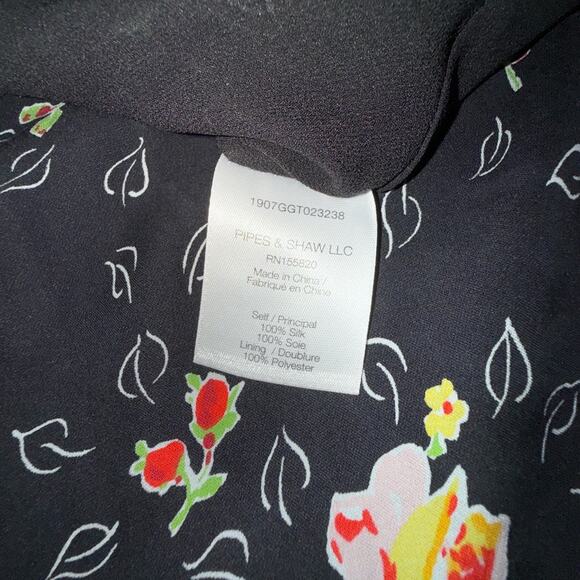 1907GGT023238
PIPES & SHAW LLC
RN155820
Made in China /
Fabriqué en Chine
Self / Principal
100% Silk
100% Soie
Lining / Doublure
100% Polyester